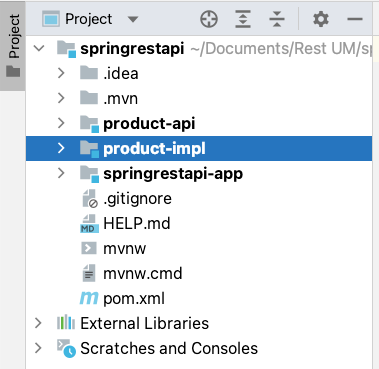 Project
Project
springrestapi ~/Documents/Rest UM/sp
.idea
.mvn
product-api
product-impl
springrestapi-app
.gitignore
MD HELP.md
mvnw
mvnw.cmd
m pom.xml
External Libraries
Scratches and Consoles